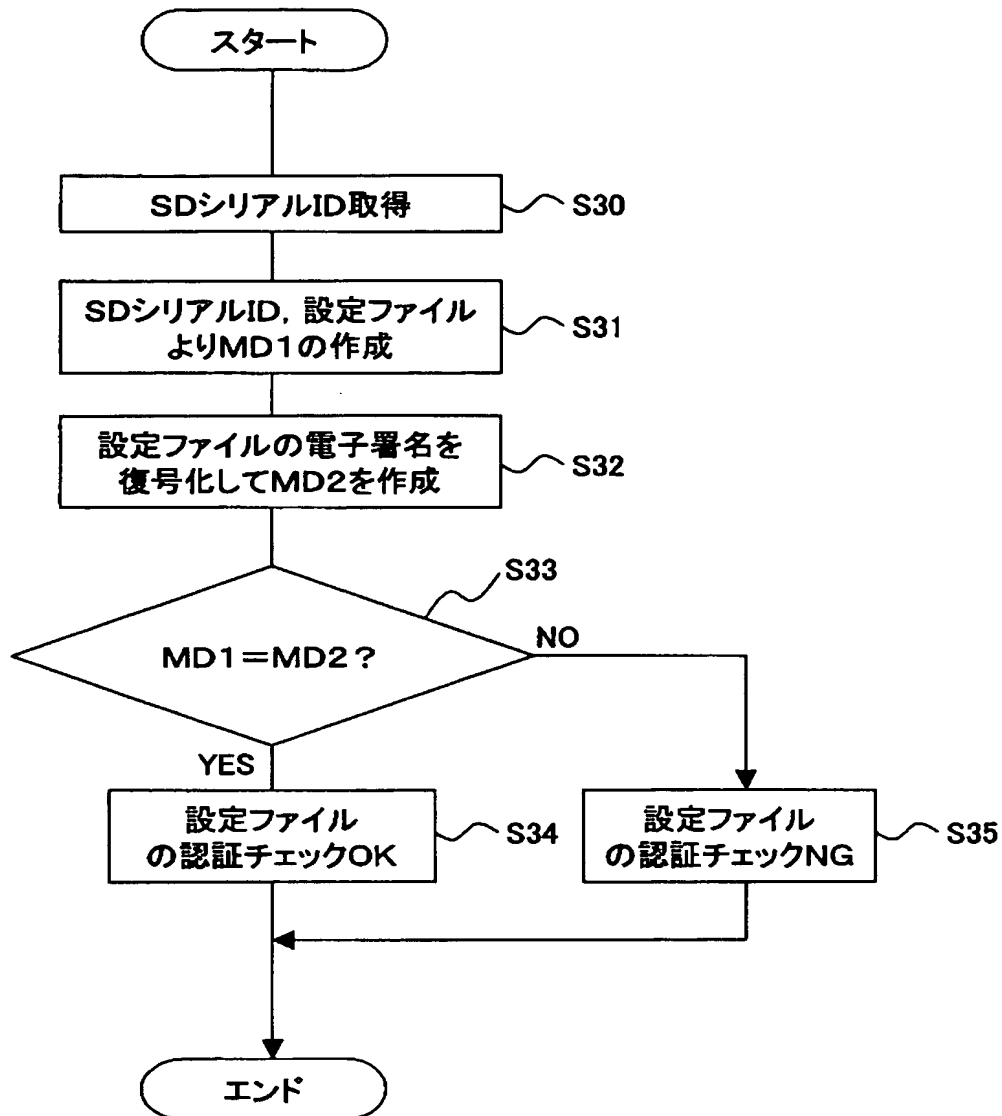 スタート
SDシリアルID取得
S30
SDシリアルID,設定ファイル
よりMD1の作成
S31
設定ファイルの電子署名を
復号化してMD2を作成
S32
S33
MD1=MD2?
NO
YES
設定ファイル
の認証チェックOK
S34
設定ファイル
の認証チェックNG
S35
エンド